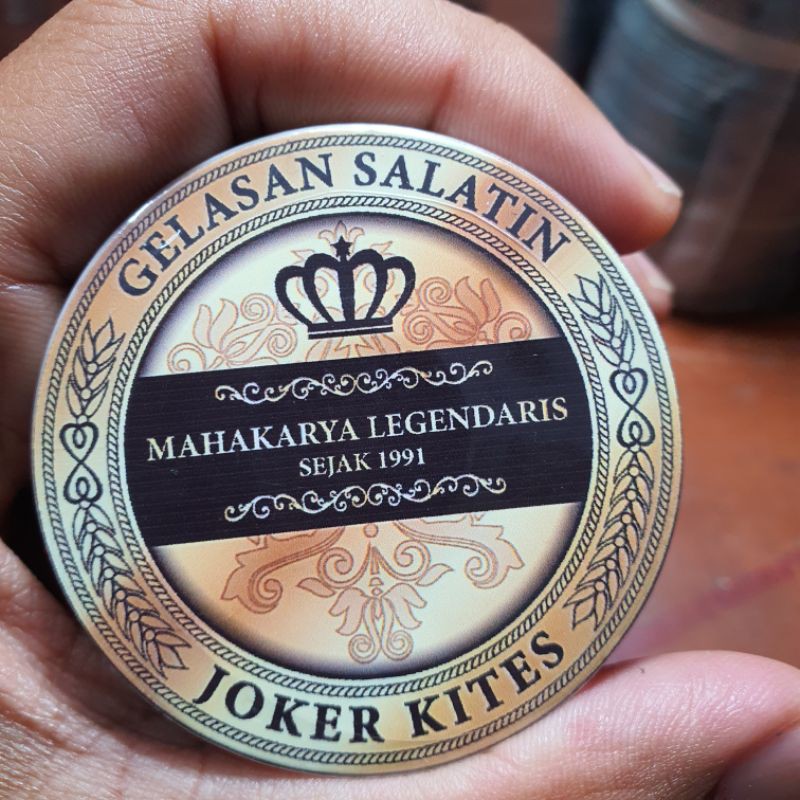 GELASAN SALATIN
MAHAKARYA LEGENDARIS
SEJAK 1991
JOKER KITES